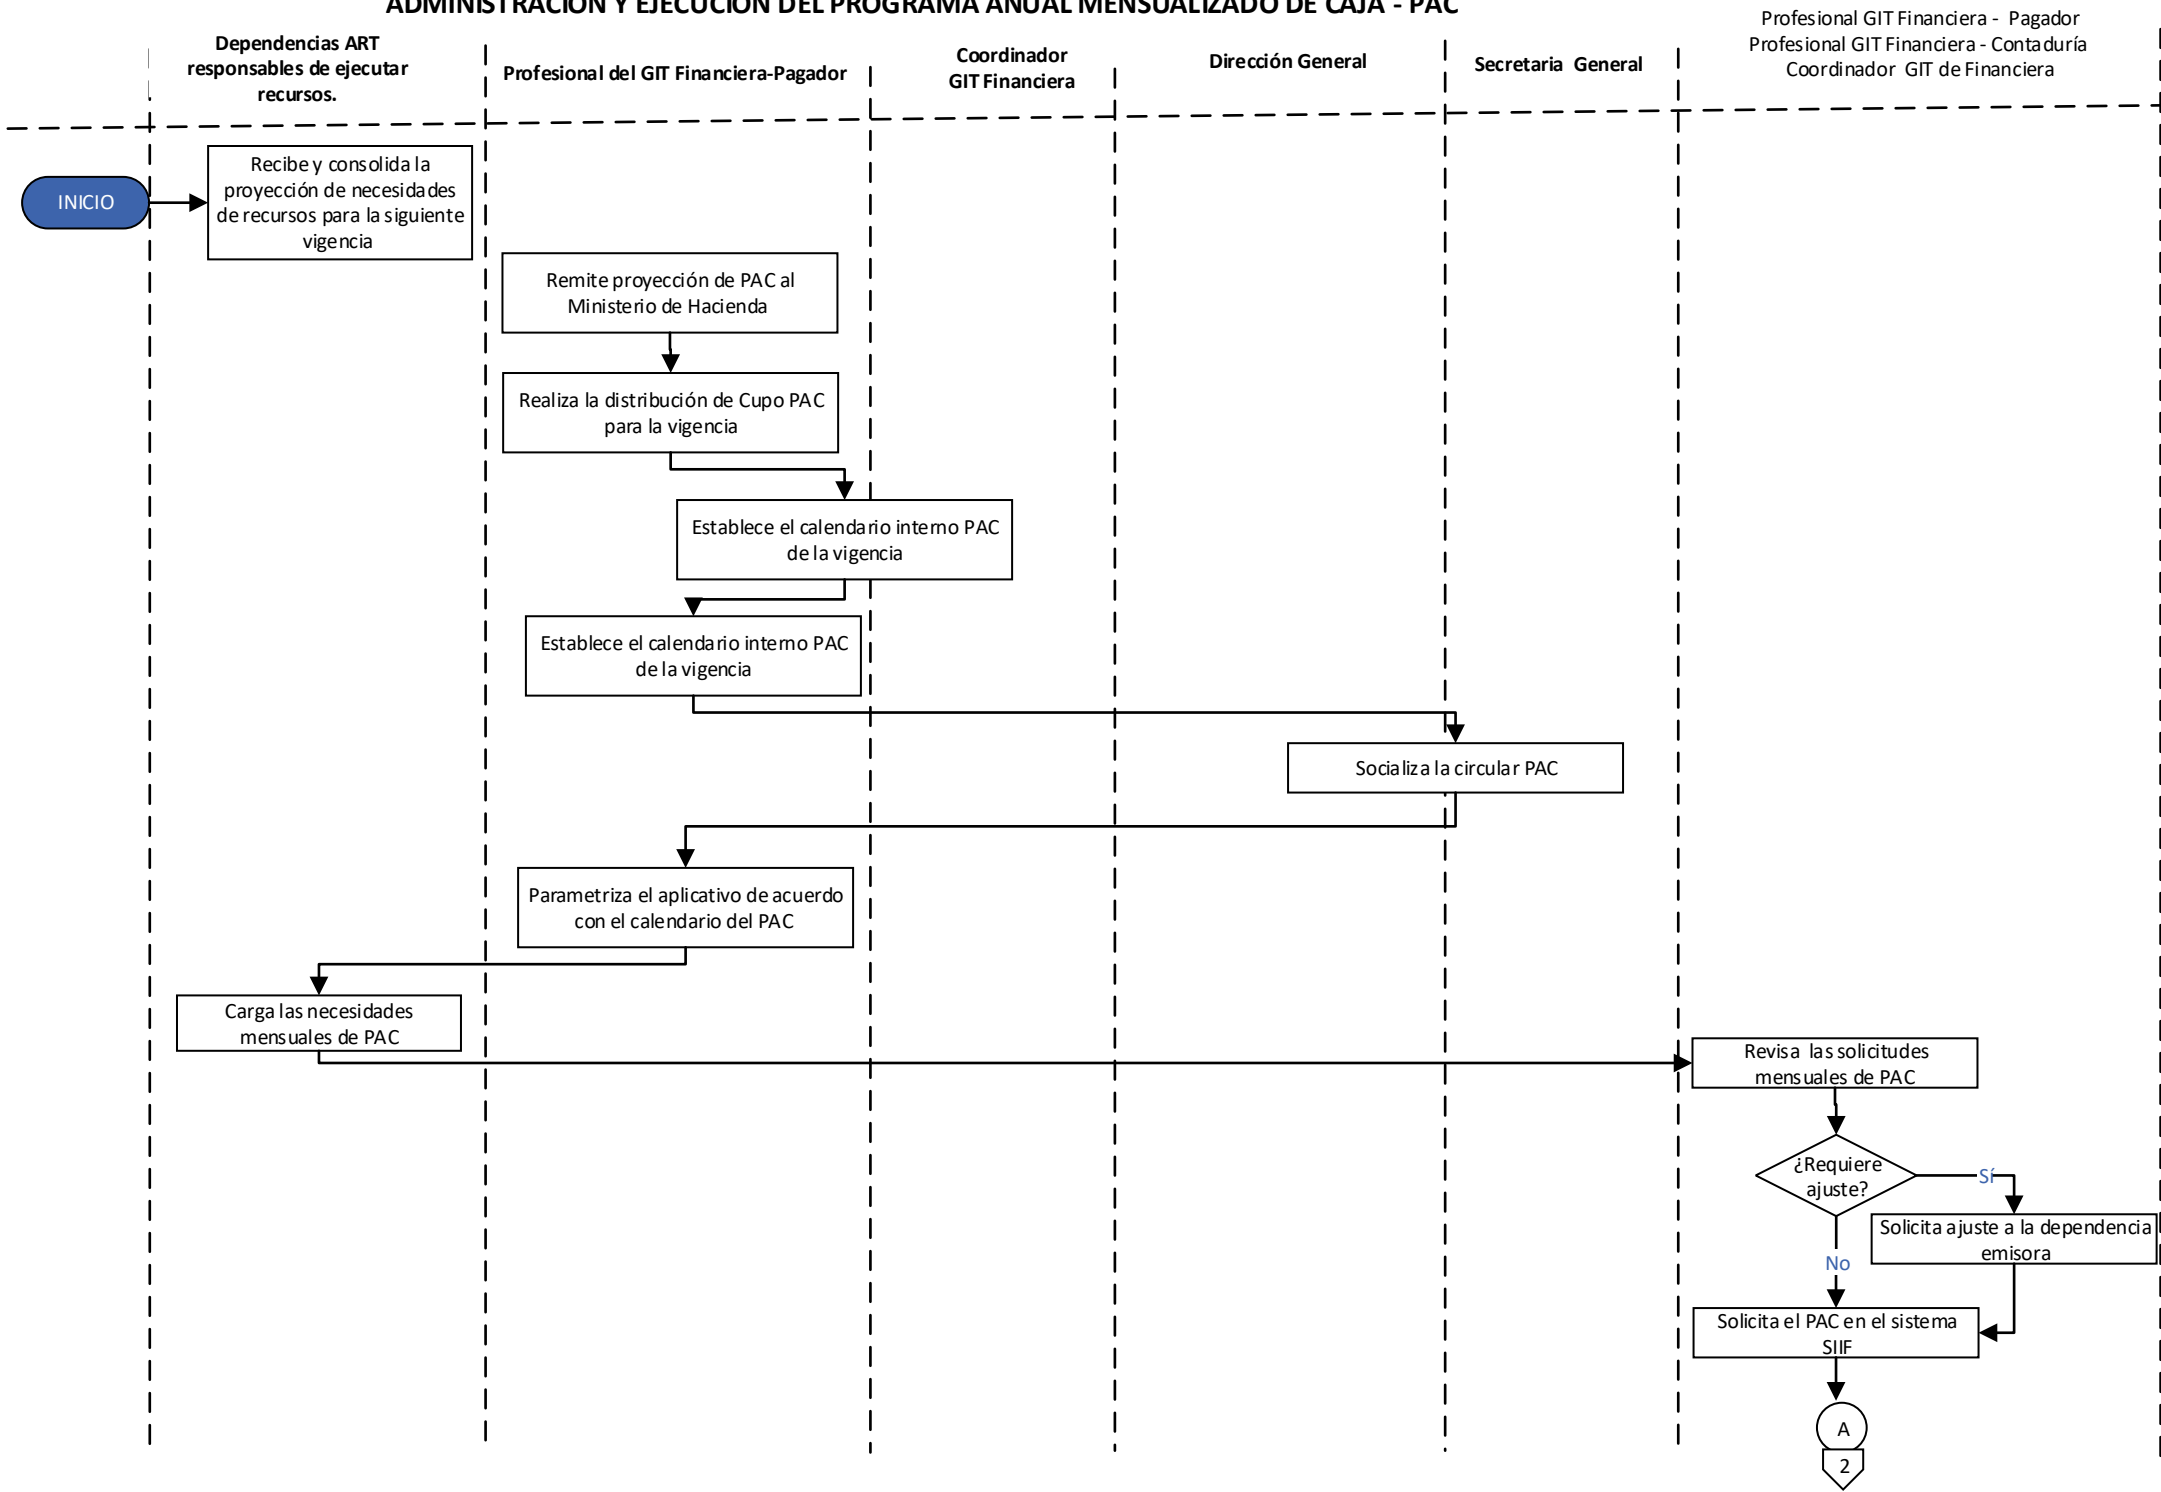 ADMINISTRACIÓN Y EJECUCIÓN DEL PROGRAMA ANUAL MENSUALIZADO DE CAJA - PAC
Dependencias ART
responsables de ejecutar
recursos.
Profesional del GIT Financiera-Pagador
Coordinador
GIT Financiera
Dirección General
Secretaria General
Profesional GIT Financiera - Pagador
Profesional GIT Financiera - Contaduría
Coordinador GIT de Financiera
INICIO
Recibe y consolida la
proyección de necesidades
de recursos para la siguiente
vigencia
Remite proyección de PAC al
Ministerio de Hacienda
Realiza la distribución de Cupo PAC
para la vigencia
Establece el calendario interno PAC
de la vigencia
Establece el calendario interno PAC
de la vigencia
Socializa la circular PAC
Parametriza el aplicativo de acuerdo
con el calendario del PAC
Carga las necesidades
mensuales de PAC
Revisa las solicitudes
mensuales de PAC
¿Requiere
ajuste?
Sí
Solicita ajuste a la dependencia
emisora
No
Solicita el PAC en el sistema
SIIF
A
2